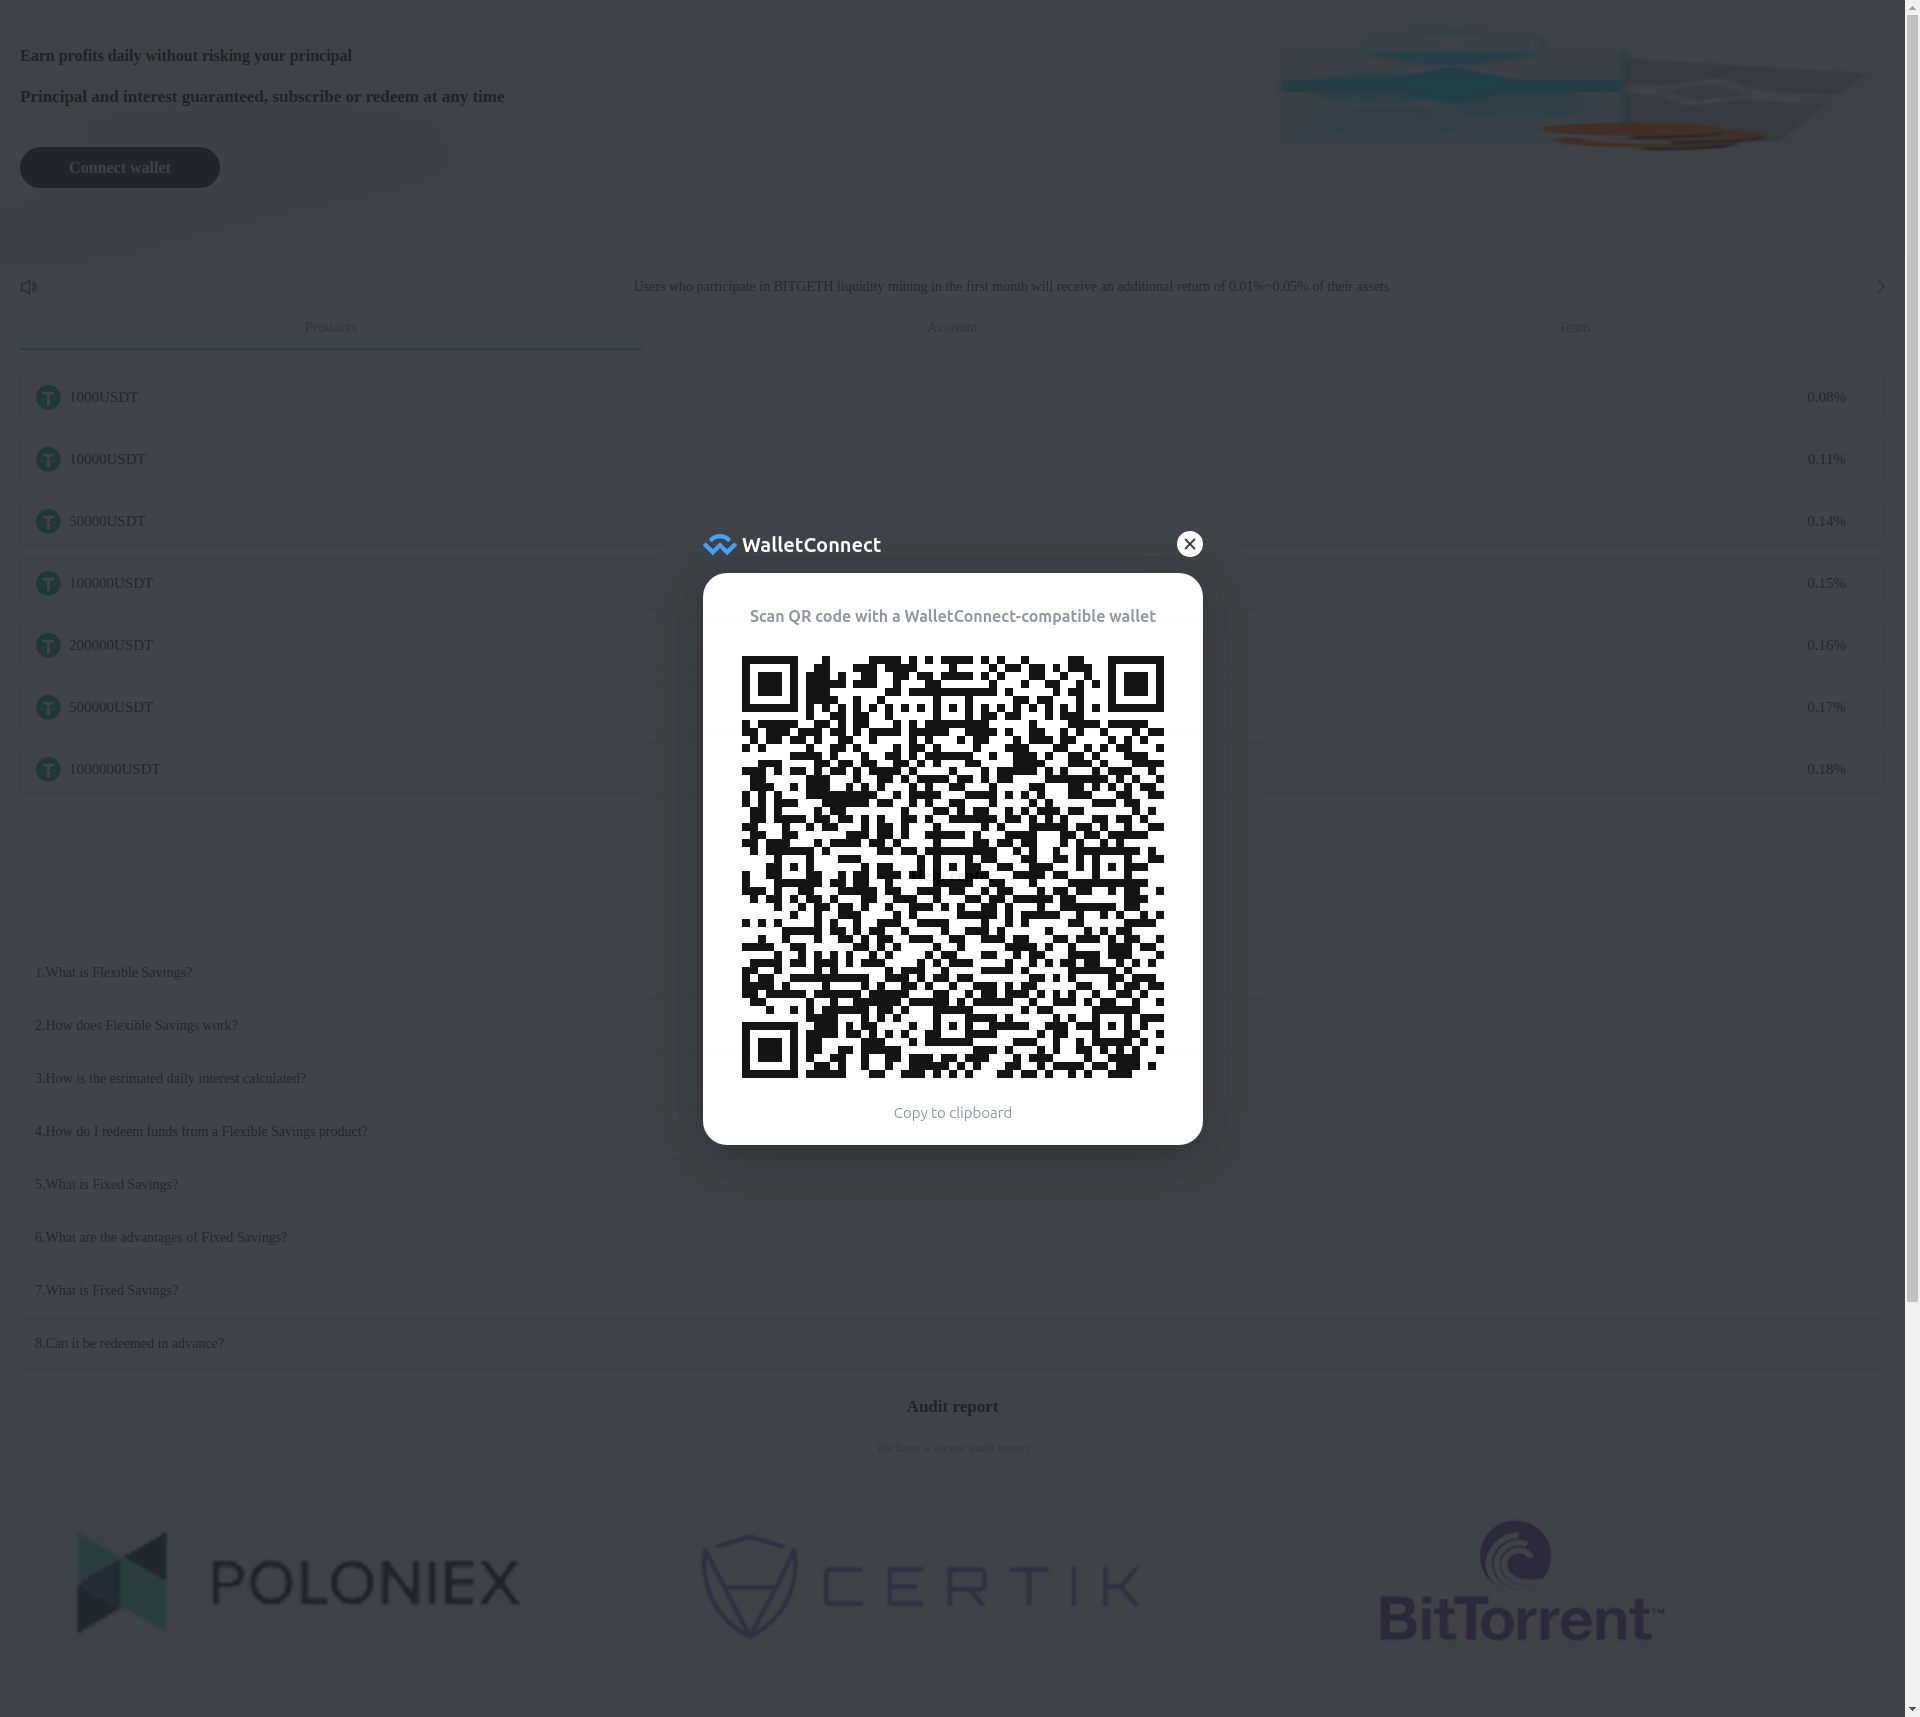 Earn profits daily without risking your principal
Principal and interest guaranteed, subscribe or redeem at any time
Connect wallet
Users who participate in BITGETH liquidity mining in the first month will receive an additional return of 0.01%~0.05% of their assets
Products Account Team
1000USDT 0.08%
10000USDT 0.11%
50000USDT 0.14%
WalletConnect
100000USDT 0.15%
Scan QR code with a WalletConnect-compatible wallet
200000USDT 0.16%
500000USDT 0.17%
1000000USDT 0.18%
1.What is Flexible Savings?
2.How does Flexible Savings work?
3.How is the estimated daily interest calculated?
Copy to clipboard
4.How do I redeem funds from a Flexible Savings product?
5.What is Fixed Savings?
6.What are the advantages of Fixed Savings?
7.What is Fixed Savings?
8.Can it be redeemed in advance?
Audit report
We have a secure audit report
POLONIEX
CERTIK
BitTorrent™